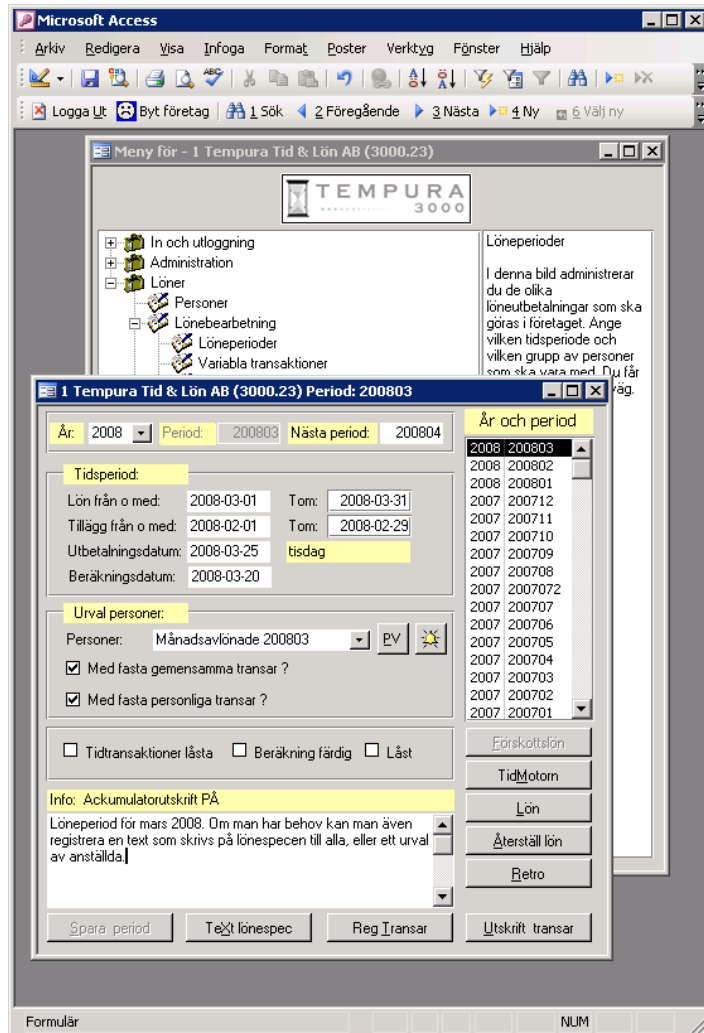 Microsoft Access
Arkiv Redigera Visa Infoga Format Poster Verktyg Fönster Hjälp
Logga Ut Byt företag 1 Sök 2 Föregående 3 Nästa 4 Ny 6 Välj ny
Meny för - 1 Tempura Tid & Lön AB (3000.23)
TEMPURA
3000
In och utloggning
Administration
Löner
Personer
Lönebearbetning
Löneperioder
Variabla transaktioner
Löneperioder
I denna bild administrerar
du de olika
löneutbetalningar som ska
göras i företaget. Ange
vilken tidsperiode och
vilken grupp av personer
som ska vara med. Du får
väg.
1 Tempura Tid & Lön AB (3000.23) Period: 200803
År: 2008 Period: 200803 Nästa period: 200804
Tidsperiod:
Lön från o med: 2008-03-01 Tom: 2008-03-31
Tillägg från o med: 2008-02-01 Tom: 2008-02-29
Utbetalningsdatum: 2008-03-25 tisdag
Beräkningsdatum: 2008-03-20
Urval personer:
Personer: Månadsavlönade 200803 PV
Med fasta gemensamma transar ?
Med fasta personliga transar ?
Tidtransaktioner låsta Beräkning färdig Låst
Info: Ackumulatorutskrift PÅ
Löneperiod för mars 2008. Om man har behov kan man även
registrera en text som skrivs på lönespecen till alla, eller ett urval
av anställda.
År och period
2008 200803
2008 200802
2008 200801
2007 200712
2007 200711
2007 200710
2007 200709
2007 200708
2007 2007072
2007 200707
2007 200706
2007 200705
2007 200704
2007 200703
2007 200702
2007 200701
Förskottslön
TidMotorn
Lön
Återställ lön
Retro
Spara period TeXt lönespec Reg Transar Utskrift transar
Formulär NUM